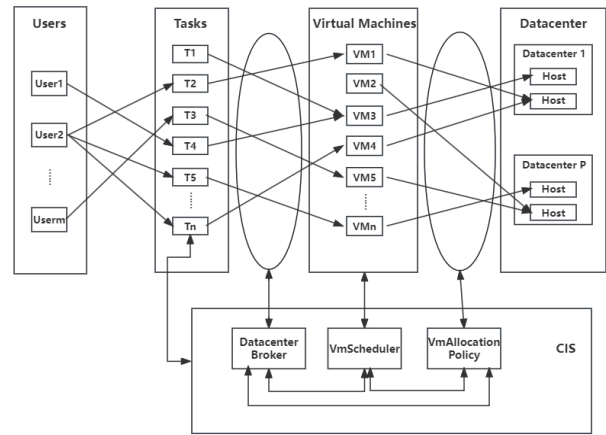 Users
Tasks
Virtual Machines
Datacenter
User1
User2
Userm
T1
T2
T3
T4
T5
Tn
VM1
VM2
VM3
VM4
VM5
VMn
Datacenter 1
Host
Host
Datacenter P
Host
Host
Datacenter
Broker
VmScheduler
VmAllocation
Policy
CIS